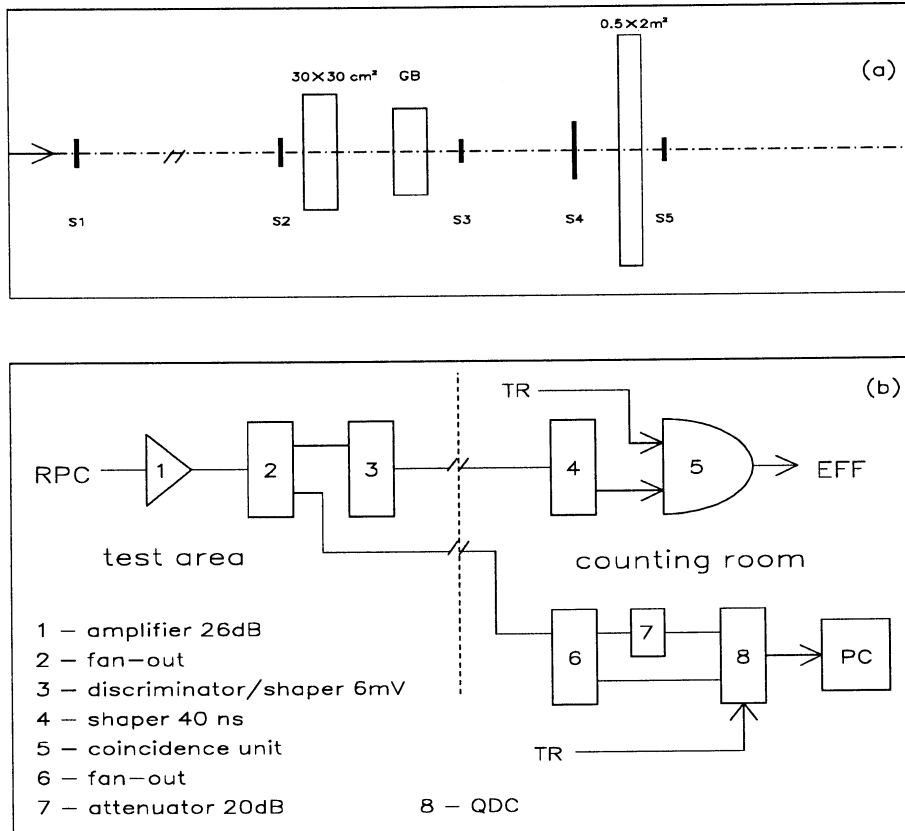 0.5×2m²
30×30 cm²
GB
(a)
S1
S2
S3
S4
S5
(b)
TR
RPC
1
2
3
4
5
EFF
test area
counting room
1 – amplifier 26dB
2 – fan–out
3 – discriminator/shaper 6mV
4 – shaper 40 ns
5 – coincidence unit
6 – fan–out
7 – attenuator 20dB
8 – QDC
6
7
8
PC
TR